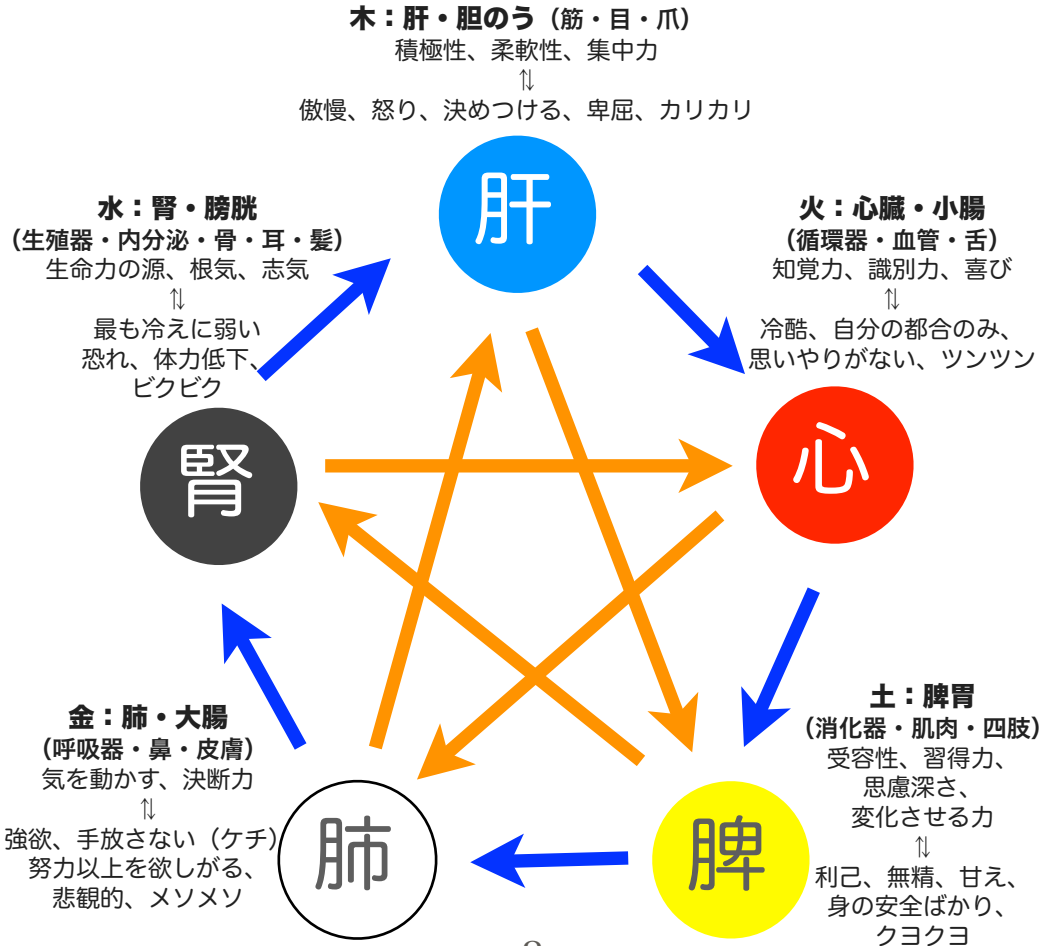 木：肝・胆のう（筋・目・爪）
積極性、柔軟性、集中力
⇅
傲慢、怒り、決めつける、卑屈、カリカリ
肝
水：腎・膀胱
（生殖器・内分泌・骨・耳・髪）
生命力の源、根気、志気
⇅
最も冷えに弱い
恐れ、体力低下、
ビクビク
腎
火：心臓・小腸
（循環器・血管・舌）
知覚力、識別力、喜び
⇅
冷酷、自分の都合のみ、
思いやりがない、ツンツン
心
金：肺・大腸
（呼吸器・鼻・皮膚）
気を動かす、決断力
⇅
強欲、手放さない（ケチ）
努力以上を欲しがる、
悲観的、メソメソ
肺
土：脾胃
（消化器・肌肉・四肢）
受容性、習得力、
思慮深さ、
変化させる力
⇅
利己、無精、甘え、
身の安全ばかり、
クヨクヨ
脾